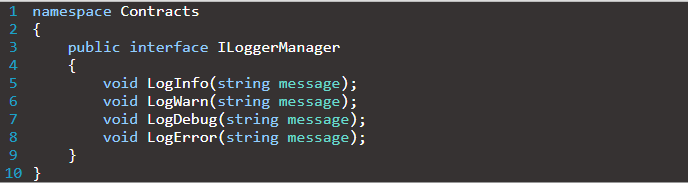 1 namespace Contracts
2 {
3     public interface ILoggerManager
4     {
5         void LogInfo(string message);
6         void LogWarn(string message);
7         void LogDebug(string message);
8         void LogError(string message);
9     }
10 }